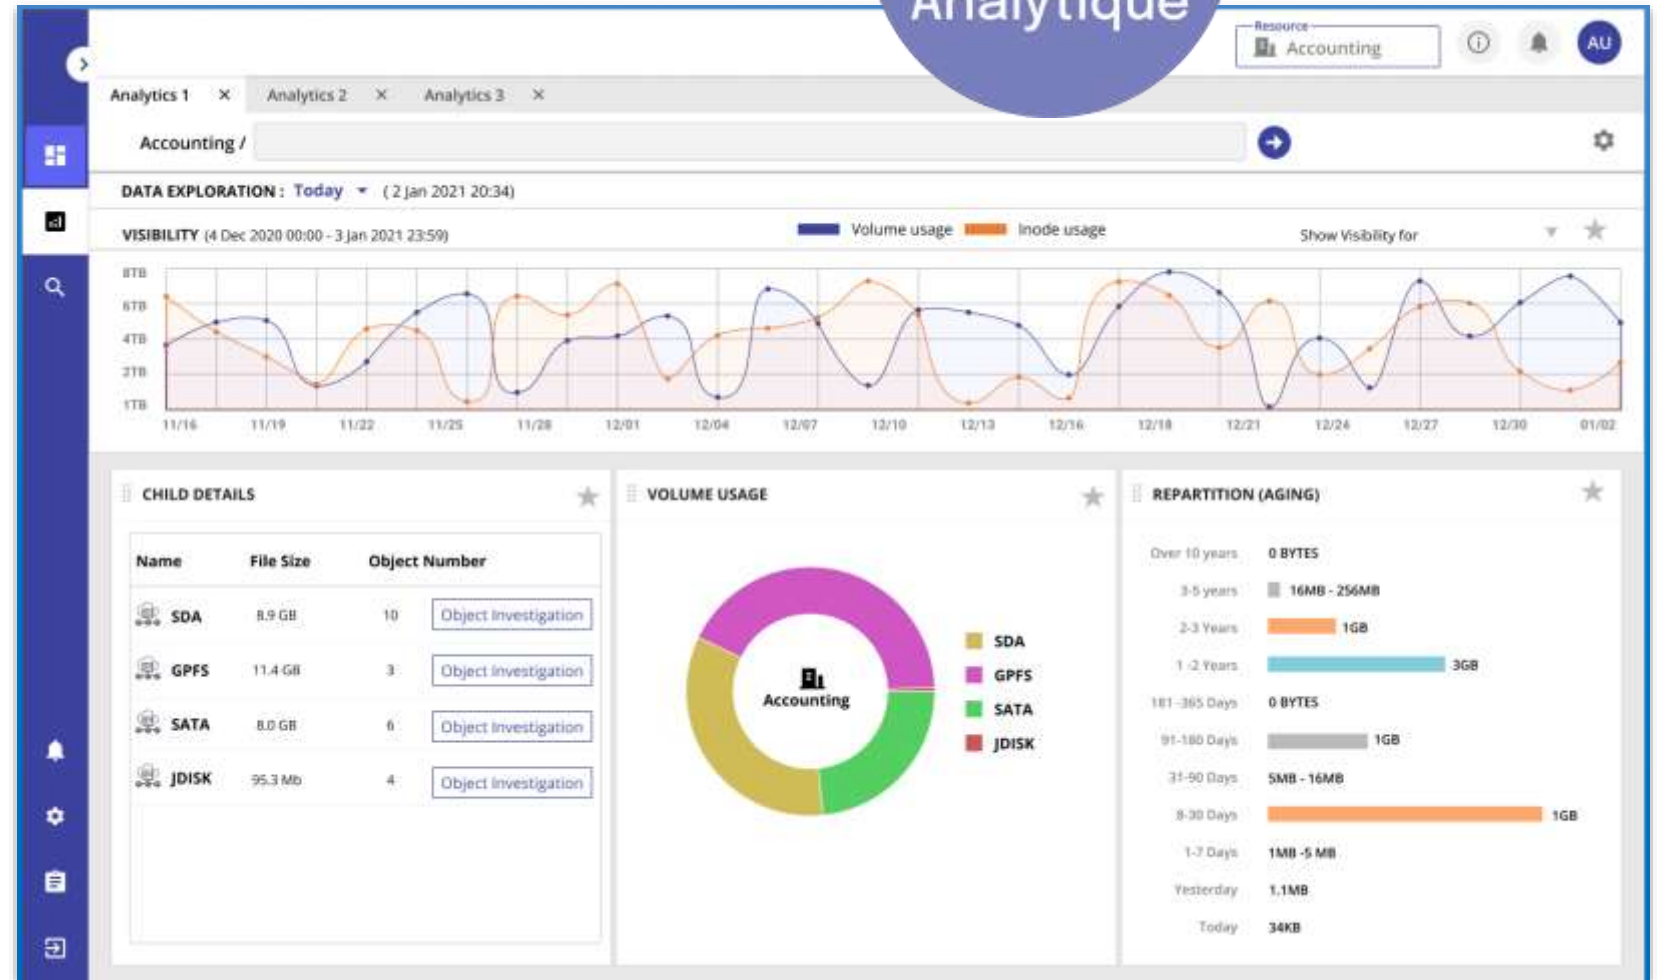 Analytique
Resource
Accounting
AU
Analytics 1 × Analytics 2 × Analytics 3 ×
Accounting /
DATA EXPLORATION : Today ( 2 Jan 2021 20:34)
VISIBILITY (4 Dec 2020 00:00 - 3 Jan 2021 23:59)
Volume usage Inode usage
Show Visibility for
8TB
6TB
4TB
2TB
1TB
11/16 11/19 11/22 11/25 11/28 12/01 12/04 12/07 12/10 12/13 12/16 12/18 12/21 12/24 12/27 12/30 01/02
CHILD DETAILS
Name File Size Object Number
SDA 8.9 GB 10 Object Investigation
GPFS 11.4 GB 3 Object Investigation
SATA 8.0 GB 6 Object Investigation
JDISK 95.3 Mb 4 Object Investigation
VOLUME USAGE
Accounting
SDA
GPFS
SATA
JDISK
REPARTITION (AGING)
Over 10 years 0 BYTES
3-5 years 16MB - 256MB
2-3 Years 1GB
1 -2 Years 3GB
181 -365 Days 0 BYTES
91-180 Days 1GB
31-90 Days 5MB - 16MB
8-30 Days 1GB
1-7 Days 1MB -5 MB
Yesterday 1.1MB
Today 34KB